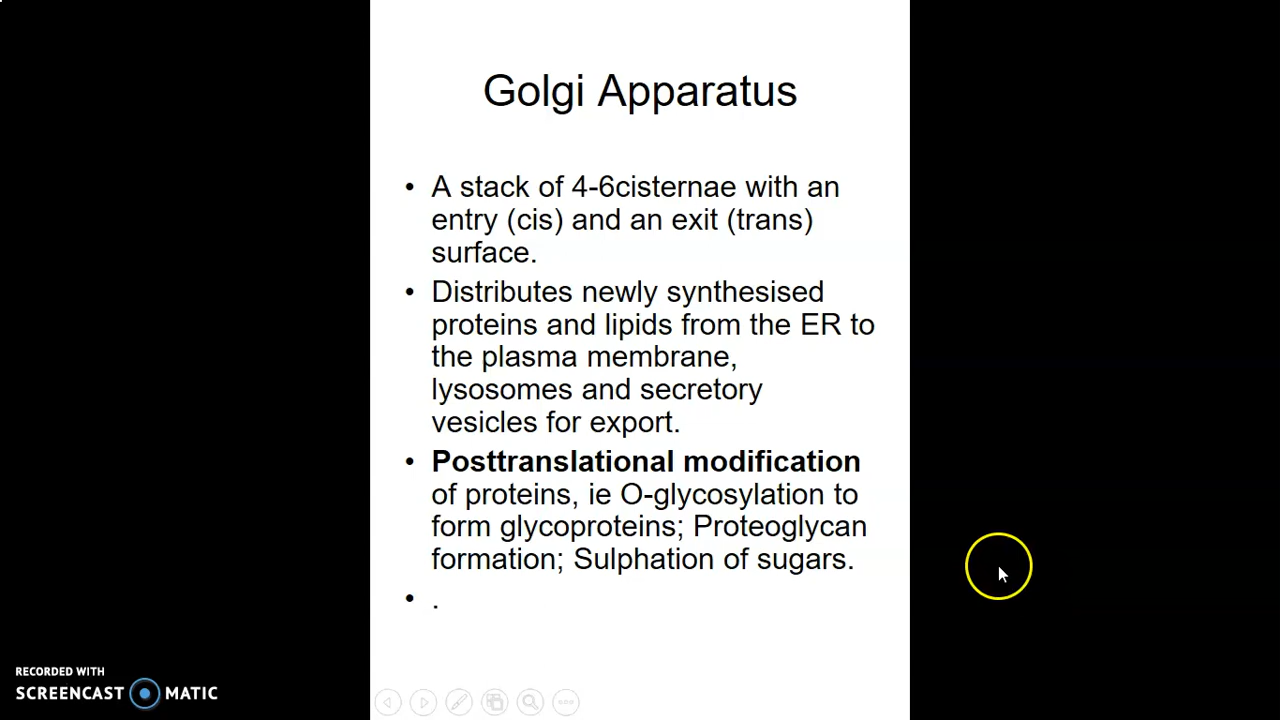 Golgi Apparatus
• A stack of 4-6cisternae with an
entry (cis) and an exit (trans)
surface.
• Distributes newly synthesised
proteins and lipids from the ER to
the plasma membrane,
lysosomes and secretory
vesicles for export.
• Posttranslational modification
of proteins, ie O-glycosylation to
form glycoproteins; Proteoglycan
formation; Sulphation of sugars.
• .
RECORDED WITH
SCREENCAST MATIC